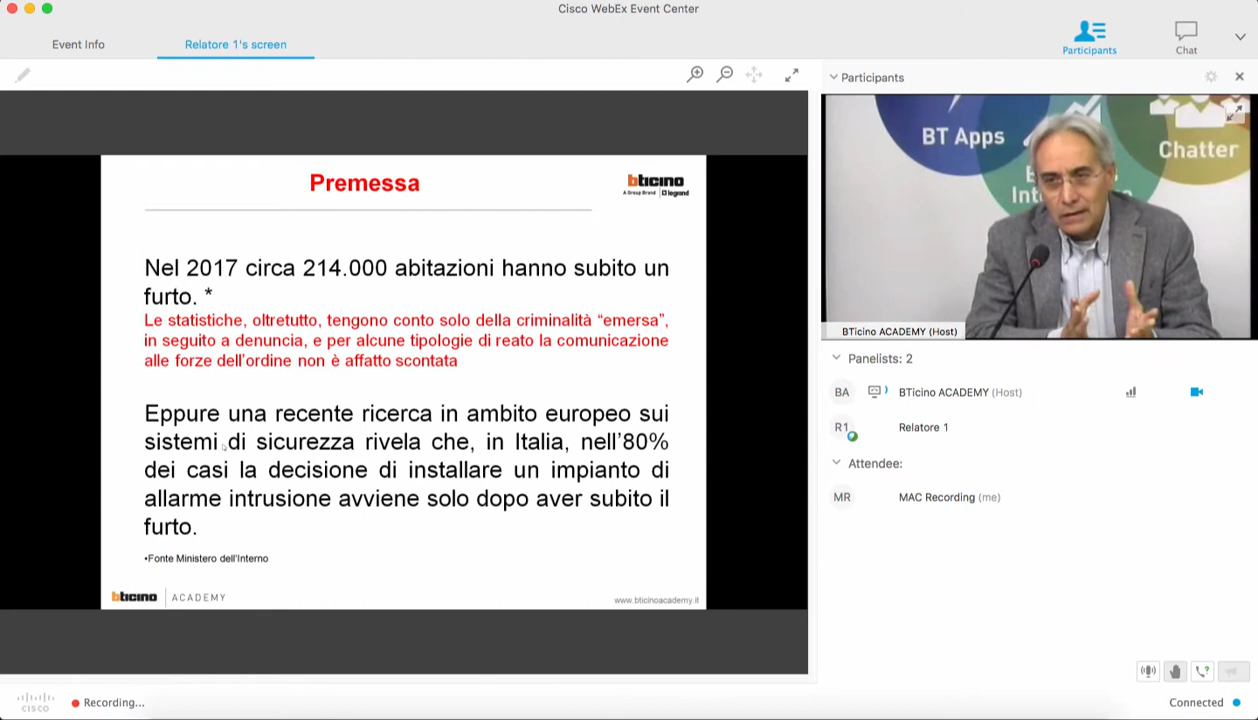 Cisco WebEx Event Center
Event Info
Relatore 1's screen
Participants
Chat
Participants
Premessa
bticino
A Group Brand | legrand
Nel 2017 circa 214.000 abitazioni hanno subito un
furto. *
Le statistiche, oltretutto, tengono conto solo della criminalità “emersa”,
in seguito a denuncia, e per alcune tipologie di reato la comunicazione
alle forze dell’ordine non è affatto scontata
Eppure una recente ricerca in ambito europeo sui
sistemi di sicurezza rivela che, in Italia, nell’80%
dei casi la decisione di installare un impianto di
allarme intrusione avviene solo dopo aver subito il
furto.
•Fonte Ministero dell’Interno
bticino ACADEMY
www.bticinoacademy.it
BT Apps
Chatter
Int
BTicino ACADEMY (Host)
Panelists: 2
BA BTicino ACADEMY (Host)
R1 Relatore 1
Attendee:
MR MAC Recording (me)
CISCO
Recording...
Connected